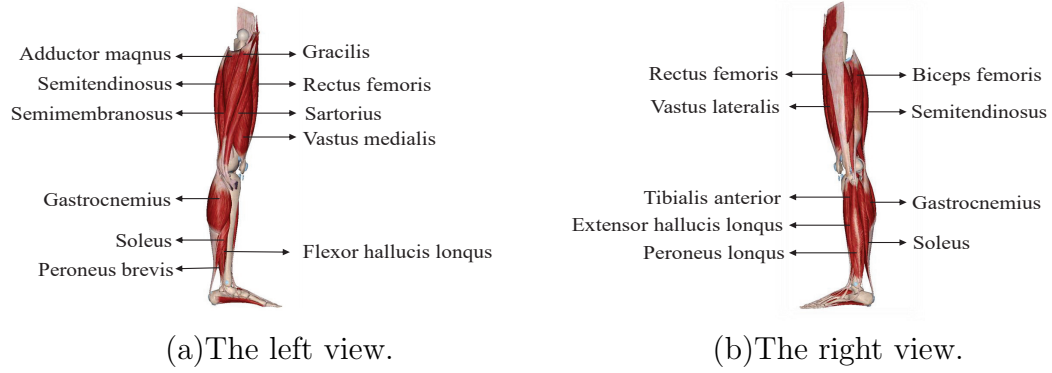 Adductor maqnus
Gracilis
Semitendinosus
Rectus femoris
Semimembranosus
Sartorius
Vastus medialis
Gastrocnemius
Soleus
Flexor hallucis lonqus
Peroneus brevis
(a)The left view.
Rectus femoris
Biceps femoris
Vastus lateralis
Semitendinosus
Tibialis anterior
Gastrocnemius
Extensor hallucis lonqus
Soleus
Peroneus lonqus
(b)The right view.